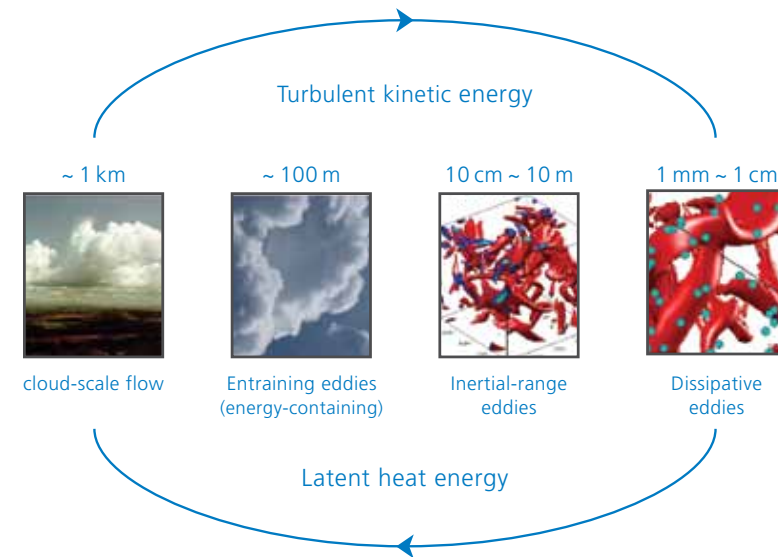 Turbulent kinetic energy
~ 1 km
~ 100 m
10 cm ~ 10 m
1 mm ~ 1 cm
cloud-scale flow
Entraining eddies
(energy-containing)
Inertial-range
eddies
Dissipative
eddies
Latent heat energy